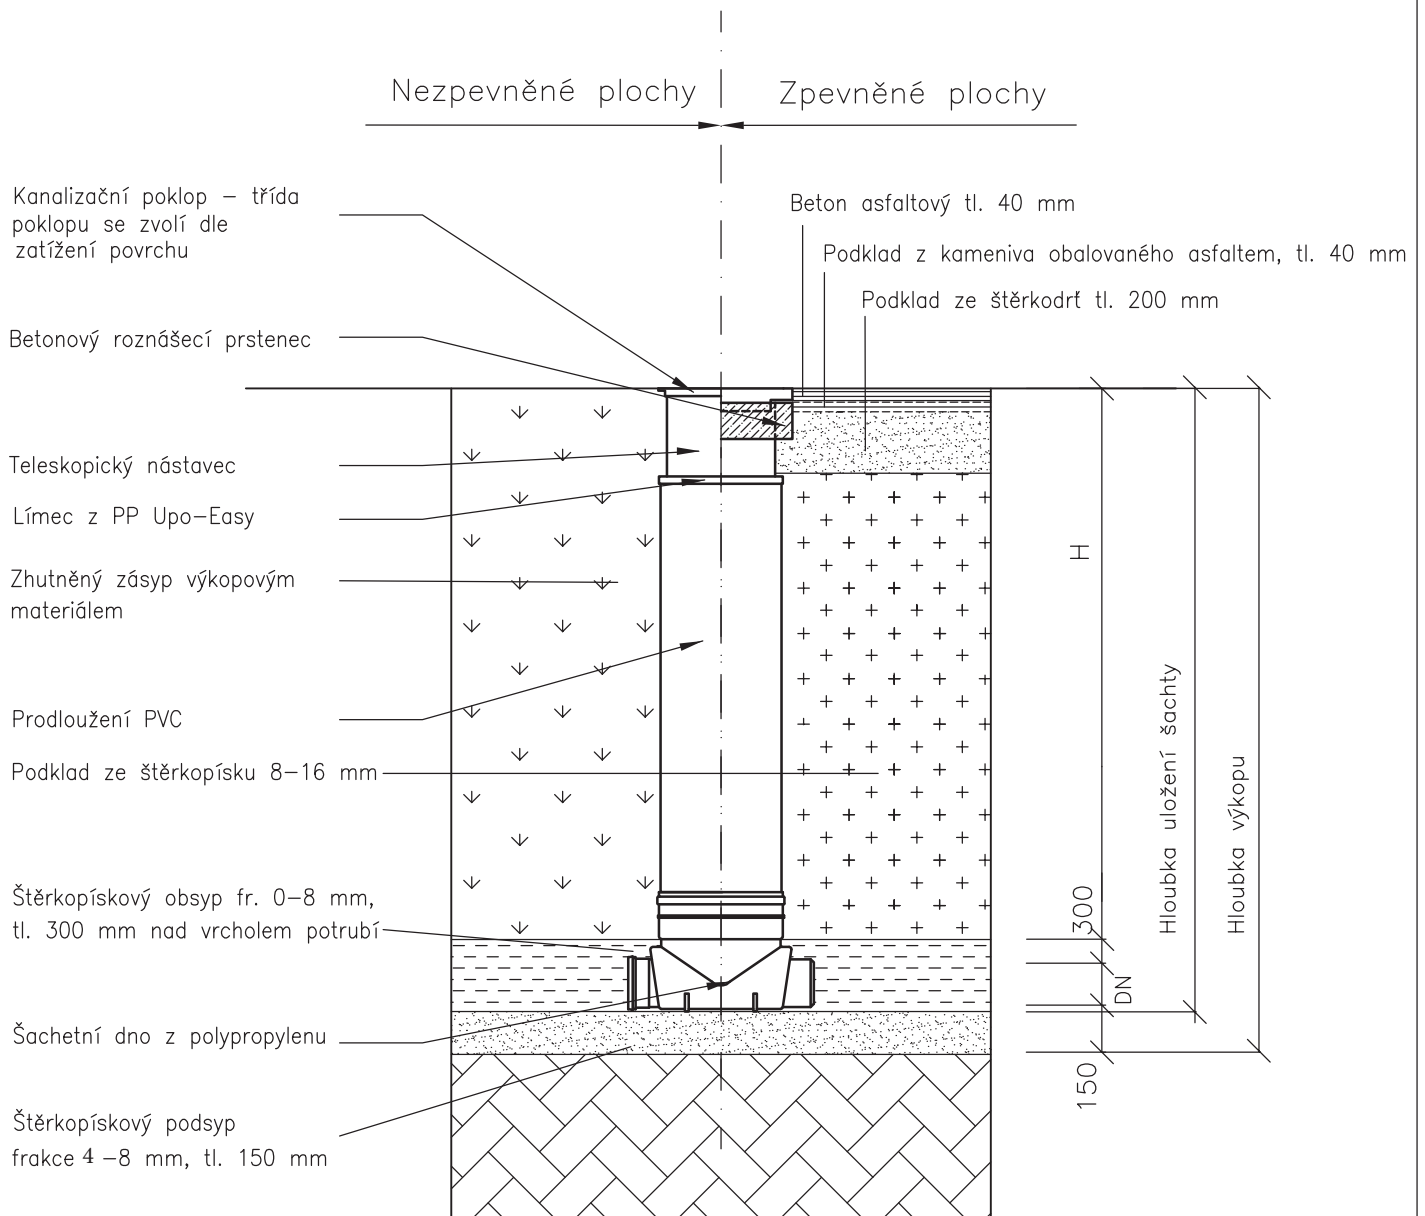 Nezpevněné plochy
Zpevněné plochy
Kanalizační poklop – třída
poklopu se zvolí dle
zatížení povrchu
Betonový roznášecí prstenec
Teleskopický nástavec
Límec z PP Upo-Easy
Zhutněný zásyp výkopovým
materiálem
Prodloužení PVC
Podklad ze štěrkopísku 8-16 mm
Štěrkopískový obsyp fr. 0-8 mm,
tl. 300 mm nad vrcholem potrubí
Šachetní dno z polypropylenu
Štěrkopískový podsyp
frakce 4 -8 mm, tl. 150 mm
Beton asfaltový tl. 40 mm
Podklad z kameniva obalovaného asfaltem, tl. 40 mm
Podklad ze štěrkodrť tl. 200 mm
H
300
DN
150
Hloubka uložení šachty
Hloubka výkopu